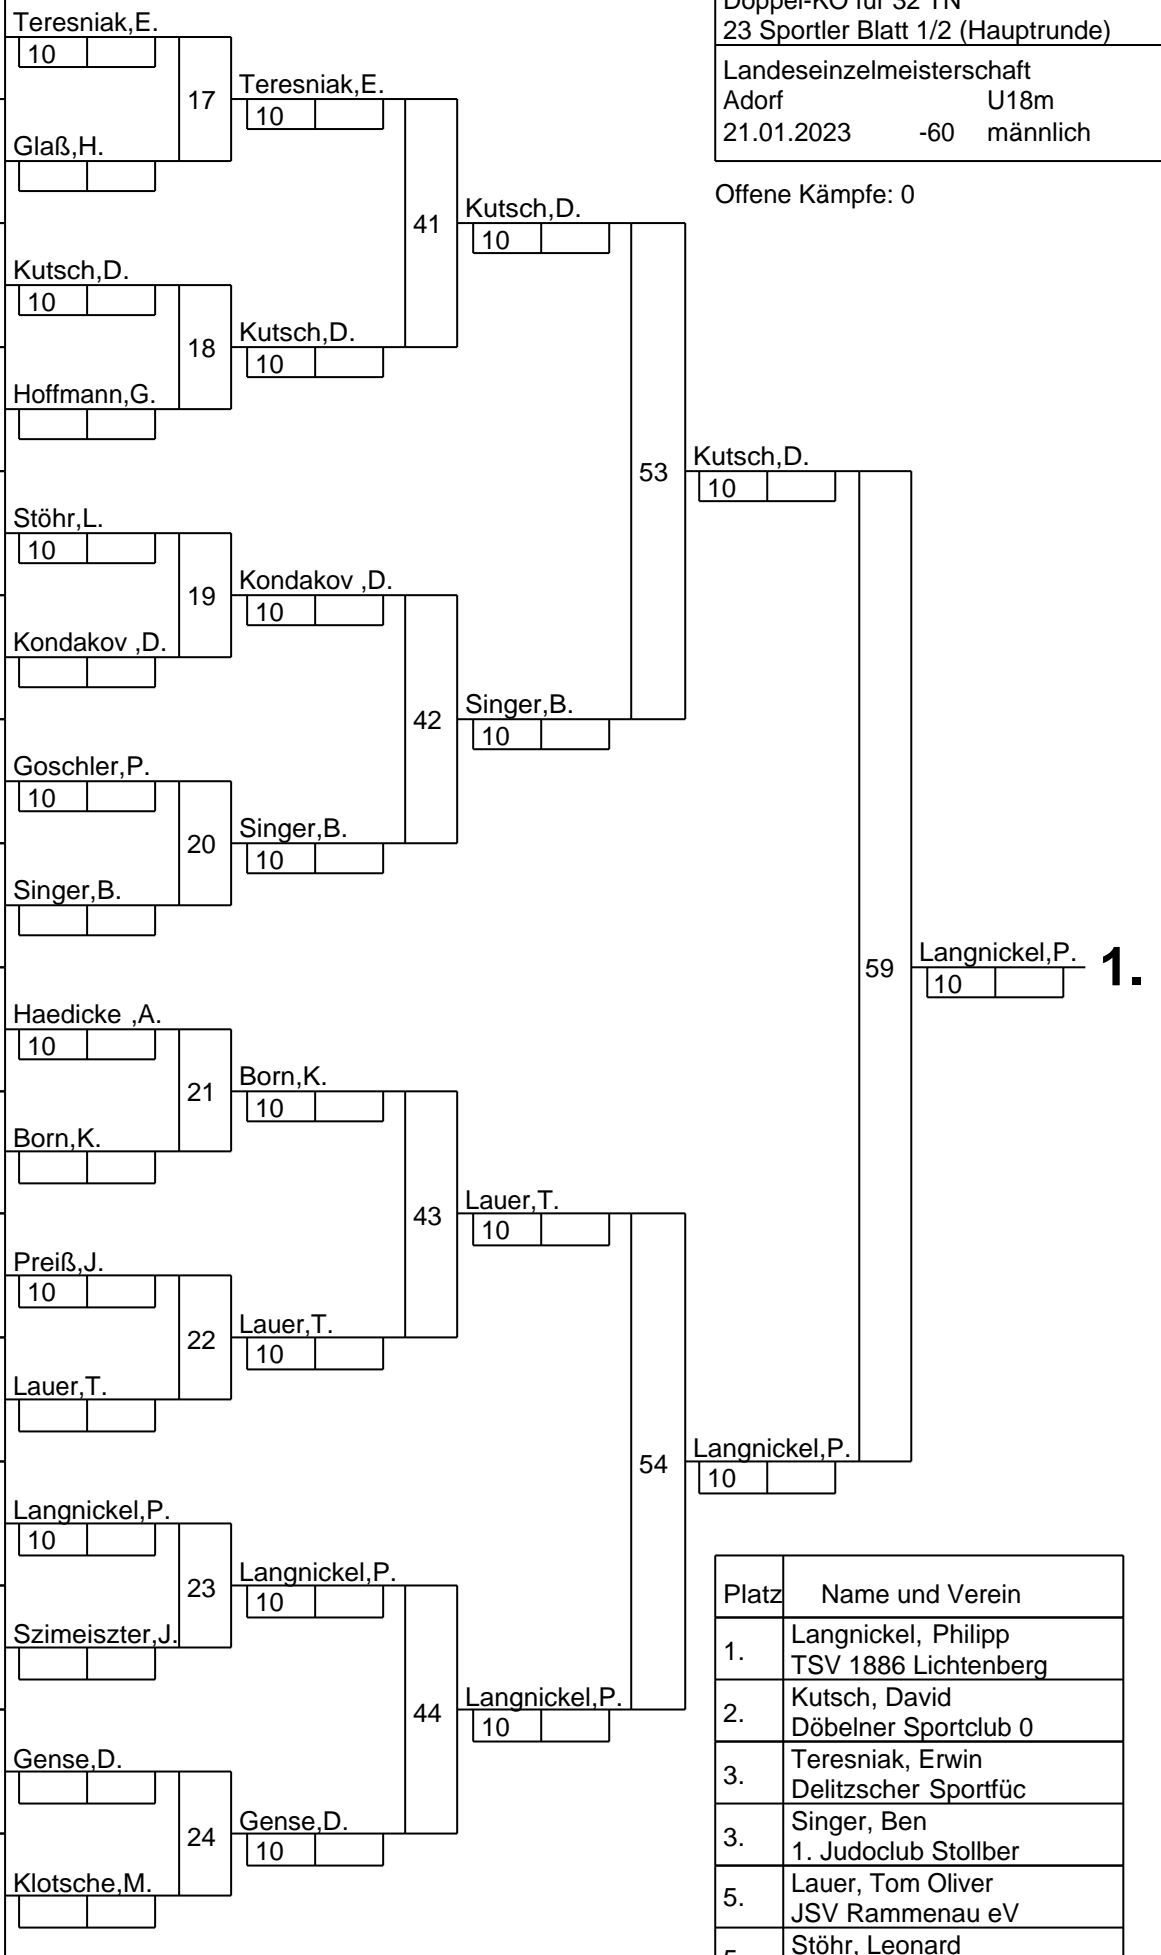 Doppel-KO für 32 TN
23 Sportler Blatt 1/2 (Hauptrunde)
Landeseinzelmeisterschaft
Adorf U18m
21.01.2023 -60 männlich
Offene Kämpfe: 0
Teresniak,E.
10
17
Teresniak,E.
10
Glaß,H.
41
Kutsch,D.
10
Kutsch,D.
10
18
Kutsch,D.
10
Hoffmann,G.
53
Kutsch,D.
10
Stöhr,L.
10
19
Kondakov ,D.
10
Kondakov ,D.
42
Singer,B.
10
Goschler,P.
10
20
Singer,B.
10
Singer,B.
59
Langnickel,P.
10
1.
Haedicke ,A.
10
21
Born,K.
10
Born,K.
43
Lauer,T.
10
Preiß,J.
10
22
Lauer,T.
10
Lauer,T.
54
Langnickel,P.
10
Langnickel,P.
10
23
Langnickel,P.
10
Szimeiszter,J.
44
Langnickel,P.
10
Gense,D.
24
Gense,D.
10
Klotsche,M.
Platz Name und Verein
1. Langnickel, Philipp
TSV 1886 Lichtenberg
2. Kutsch, David
Döbelner Sportclub 0
3. Teresniak, Erwin
Delitzscher Sportfüc
3. Singer, Ben
1. Judoclub Stollber
5. Lauer, Tom Oliver
JSV Rammenau eV
5. Stöhr, Leonard